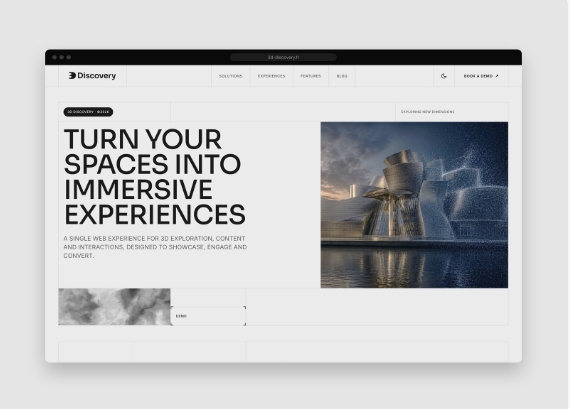 3d-discovery.fr
Discovery
SOLUTIONS
EXPERIENCES
FEATURES
BLOG
BOOK A DEMO ↗
EXPLORING NEW DIMENSIONS
TURN YOUR
SPACES INTO
IMMERSIVE
EXPERIENCES
A SINGLE WEB EXPERIENCE FOR 3D EXPLORATION, CONTENT
AND INTERACTIONS, DESIGNED TO SHOWCASE, ENGAGE AND
CONVERT.